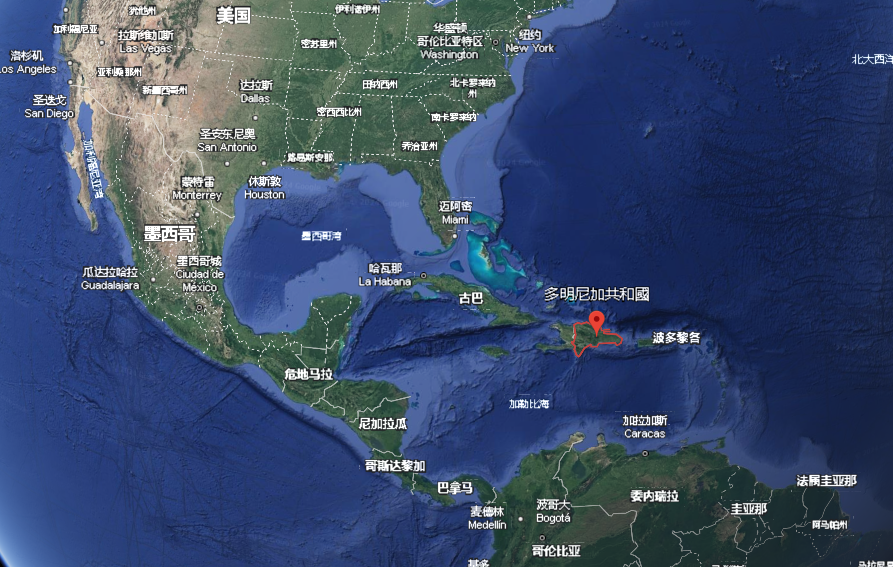 美国
犹他州
伊利诺伊州
加利福尼亚
拉斯维加斯
Las Vegas
密苏里州
华盛顿
哥伦比亚特区
Washington
纽约
New York
洛杉矶
Los Angeles
亚利桑那州
新墨西哥州
北大西洋
圣迭戈
San Diego
达拉斯
Dallas
田纳西州
北卡罗来纳
州
密西西比州
南卡罗来纳
圣安东尼奥
San Antonio
路易斯安那
乔治亚州
加利福尼亚湾
蒙特雷
Monterrey
休斯敦
Houston
迈阿密
Miami
墨西哥
墨西哥湾
瓜达拉哈拉
Guadalajara
墨西哥城
Ciudad de
México
哈瓦那
La Habana
古巴
多明尼加共和國
波多黎各
危地马拉
加勒比海
尼加拉瓜
加拉加斯
Caracas
哥斯达黎加
巴拿马
麦德林
Medellín
波哥大
Bogotá
委内瑞拉
法属圭亚那
圭亚那
阿马帕州
哥伦比亚
基多